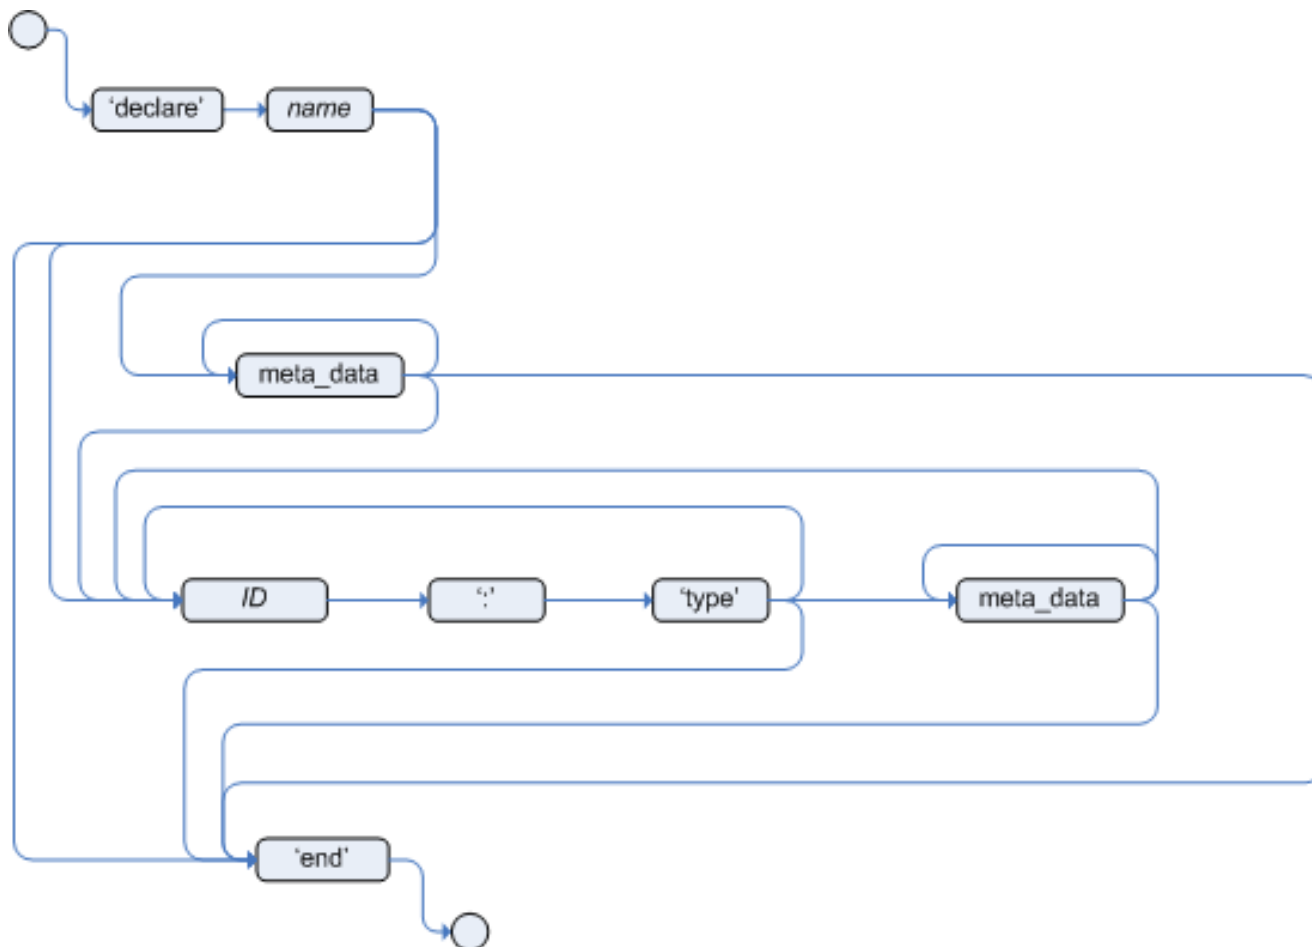 ‘declare’ name
meta_data
ID ‘:’ ‘type’ meta_data
‘end’